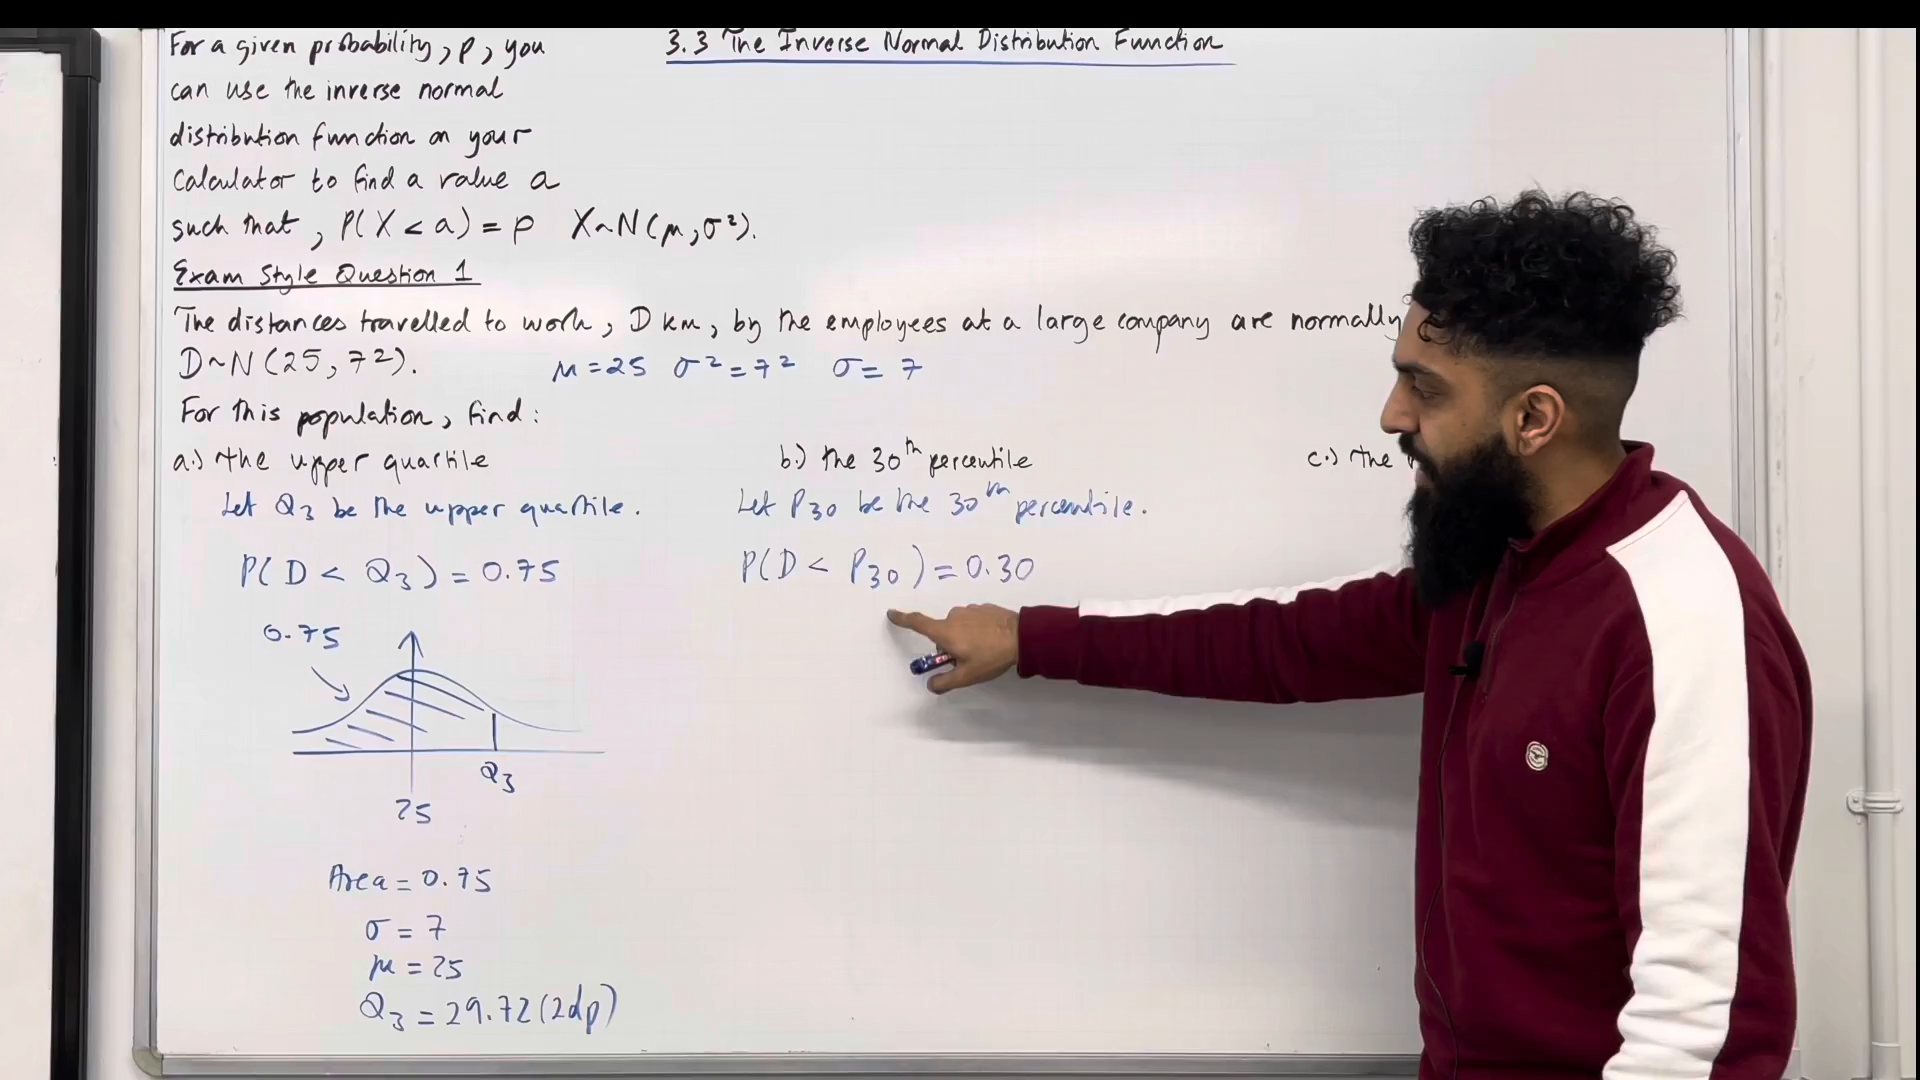 For a given probability, p, you
can use the inverse normal
distribution function on your
calculator to find a value a
such that, P(X < a) = p X~N(μ, σ²).
3.3 The Inverse Normal Distribution Function
Exam Style Question 1
The distances travelled to work, D km, by the employees at a large company are normally
D~N(25, 7²).
μ = 25 σ² = 7² σ = 7
For this population, find:
a.) the upper quartile
Let Q₃ be the upper quartile.
P(D < Q₃) = 0.75
0.75
Q₃
25
Area = 0.75
σ = 7
μ = 25
Q₃ = 29.72 (2dp)
b.) the 30th percentile
Let P30 be the 30th percentile.
P(D < P30) = 0.30
c.) the